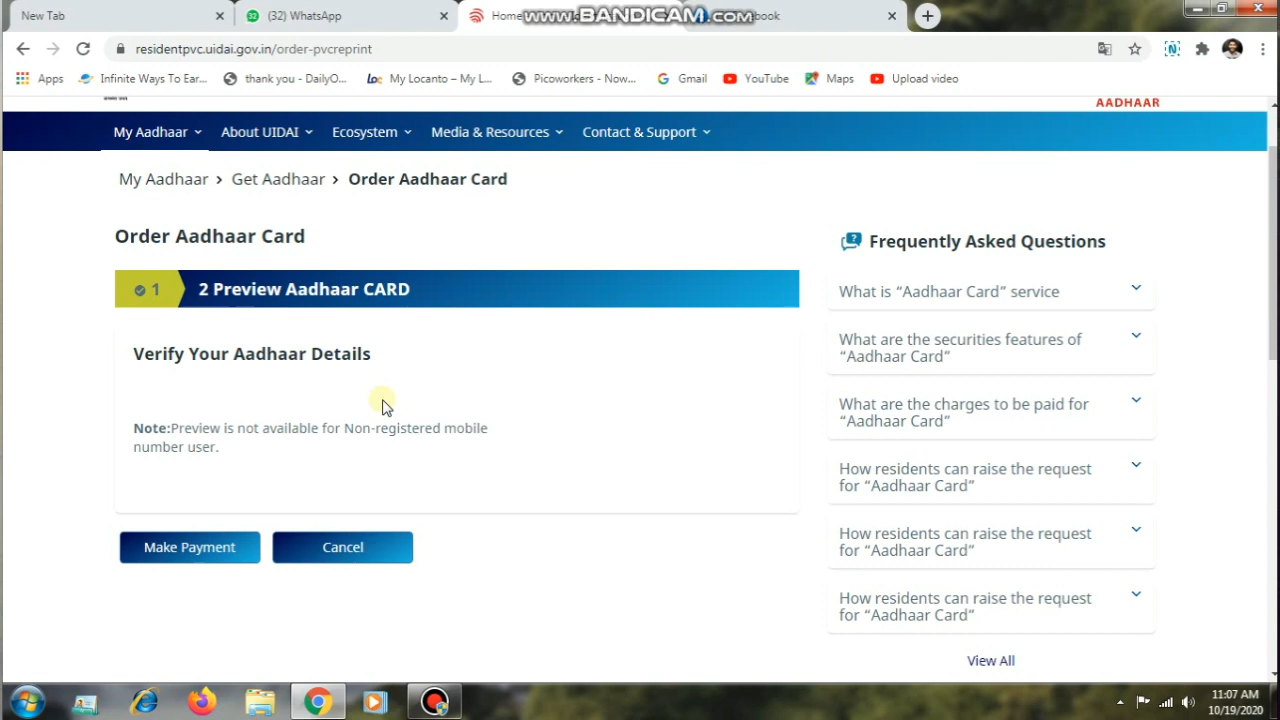 New Tab
(32) WhatsApp
Home
www.BANDICAM.COM
book
residentpvc.uidai.gov.in/order-pvcreprint
Apps
Infinite Ways To Ear...
thank you - DailyO...
Loc
My Locanto – My L...
Picoworkers - Now...
Gmail
YouTube
Maps
Upload video
AADHAAR
My Aadhaar
About UIDAI
Ecosystem
Media & Resources
Contact & Support
My Aadhaar › Get Aadhaar › Order Aadhaar Card
Order Aadhaar Card
1
2 Preview Aadhaar CARD
Verify Your Aadhaar Details
Note:Preview is not available for Non-registered mobile
number user.
Make Payment
Cancel
Frequently Asked Questions
What is “Aadhaar Card” service
What are the securities features of
“Aadhaar Card”
What are the charges to be paid for
“Aadhaar Card”
How residents can raise the request
for “Aadhaar Card”
How residents can raise the request
for “Aadhaar Card”
How residents can raise the request
for “Aadhaar Card”
View All
11:07 AM
10/19/2020